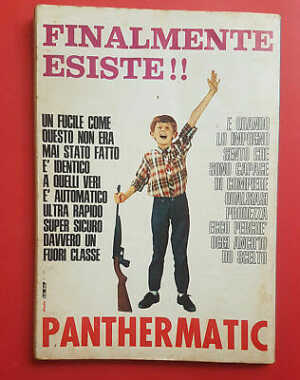 FINALMENTE
ESISTE!!
UN FUCILE COME
QUESTO NON ERA
MAI STATO FATTO
E' IDENTICO
A QUELLI VERI
E' AUTOMATICO
ULTRA RAPIDO
SUPER SICURO
DAVVERO UN
FUORI CLASSE
E QUANDO
LO IMPUGNO
SENTO CHE
SONO CAPACE
DI COMPIERE
QUALSIASI
PRODEZZA
ECCO PERCHE'
OGGI ANCH'IO
HO SCELTO
PANTHERMATIC